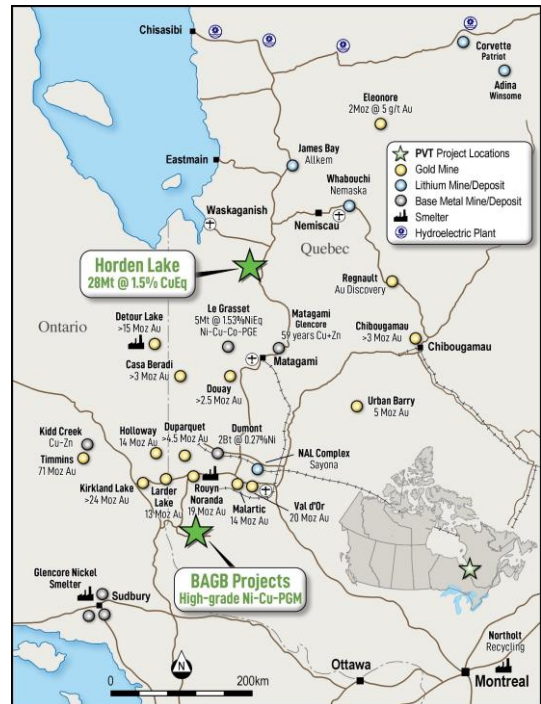 Chisasibi
Corvette
Patriot
Adina
Winsome
Eleonore
2Moz @ 5 g/t Au
PVT Project Locations
Gold Mine
Lithium Mine/Deposit
Base Metal Mine/Deposit
Smelter
Hydroelectric Plant
James Bay
Allkem
Eastmain
Whabouchi
Nemaska
Waskaganish
Nemiscau
Quebec
Horden Lake
28Mt @ 1.5% CuEq
Regnault
Au Discovery
Ontario
Lo Grasset
5Mt @ 1.53%NiEq
Ni-Cu-Co-PGE
Matagami
Glencore
59 years Cu+Zn
Detour Lake
>15 Moz Au
Chibougamau
>3 Moz Au
Chibougamau
Matagami
Casa Beradi
>3 Moz Au
Douay
>2.5 Moz Au
Urban Barry
5 Moz Au
Kidd Creek
Cu-Zn
Holloway
14 Moz Au
Duparquet
>4.5 Moz Au
Dumont
2Bt @ 0.27%Ni
NAL Complex
Sayona
Timmins
71 Moz Au
Kirkland Lake
>24 Moz Au
Larder
Lake
13 Moz Au
Rouyn
Noranda
19 Moz Au
Malartic
14 Moz Au
Val d'Or
20 Moz Au
BAGB Projects
High-grade Ni-Cu-PGM
Glencore Nickel
Smelter
Sudbury
Northolt
Recycling
N
Ottawa
Montreal
0
200km